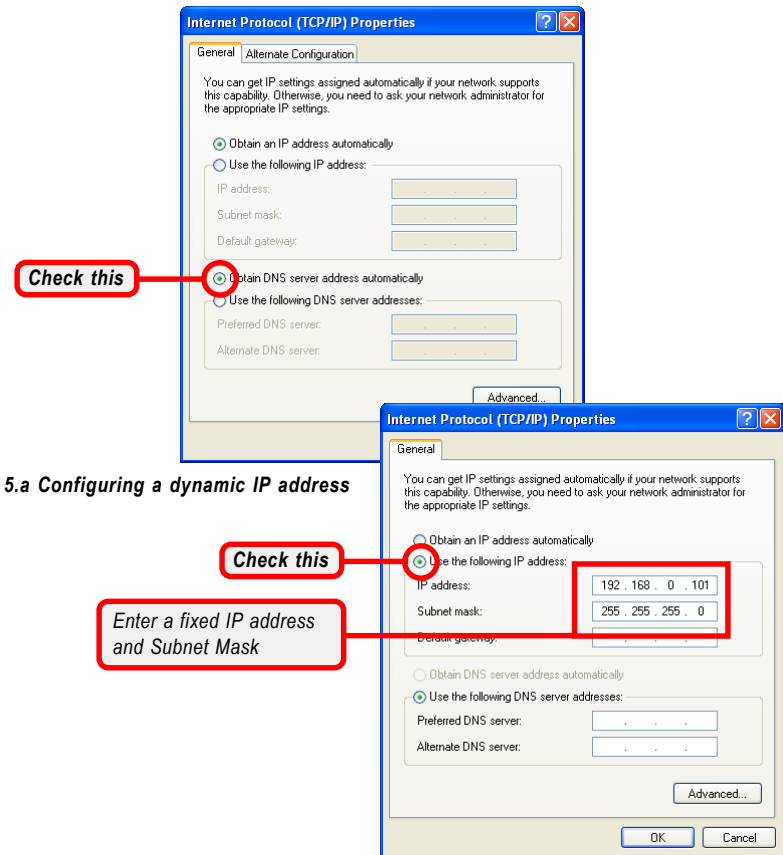 Internet Protocol (TCP/IP) Properties
General
Alternate Configuration
You can get IP settings assigned automatically if your network supports
this capability. Otherwise, you need to ask your network administrator for
the appropriate IP settings.
Obtain an IP address automatically
Use the following IP address:
IP address:
Subnet mask:
Default gateway:
Check this
Obtain DNS server address automatically
Use the following DNS server addresses:
Preferred DNS server:
Alternate DNS server:
Advanced...
5.a Configuring a dynamic IP address
Internet Protocol (TCP/IP) Properties
General
You can get IP settings assigned automatically if your network supports
this capability. Otherwise, you need to ask your network administrator for
the appropriate IP settings.
Obtain an IP address automatically
Check this
Use the following IP address:
IP address: 192 . 168 . 0 . 101
Subnet mask: 255 . 255 . 255 . 0
Enter a fixed IP address
and Subnet Mask
Default gateway:
Obtain DNS server address automatically
Use the following DNS server addresses:
Preferred DNS server:
Alternate DNS server:
Advanced...
OK
Cancel